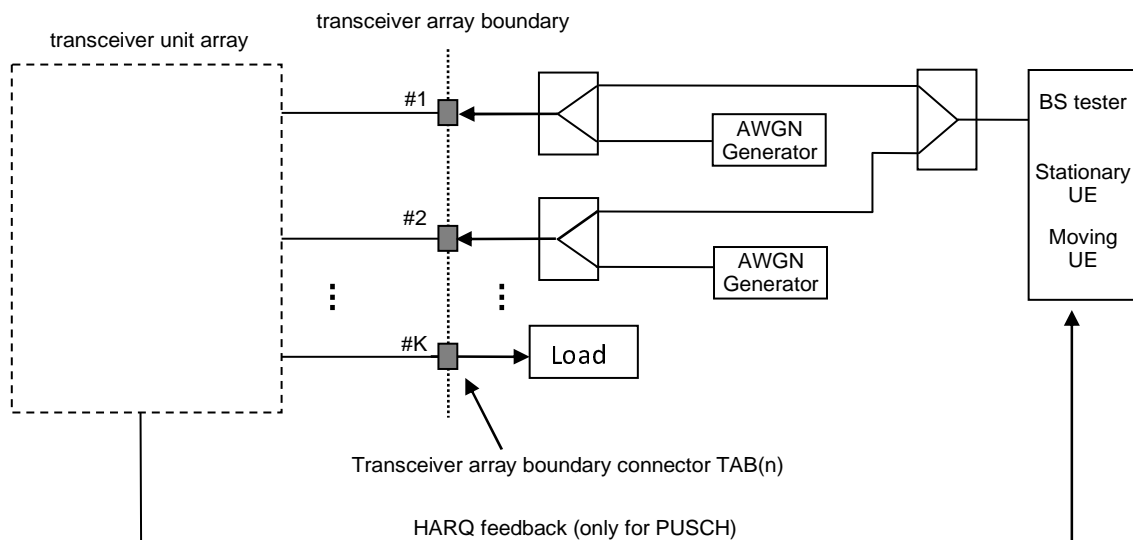 transceiver array boundary
transceiver unit array
#1
AWGN
Generator
BS tester
Stationary
UE
Moving
UE
#2
AWGN
Generator
#K
Load
Transceiver array boundary connector TAB(n)
HARQ feedback (only for PUSCH)